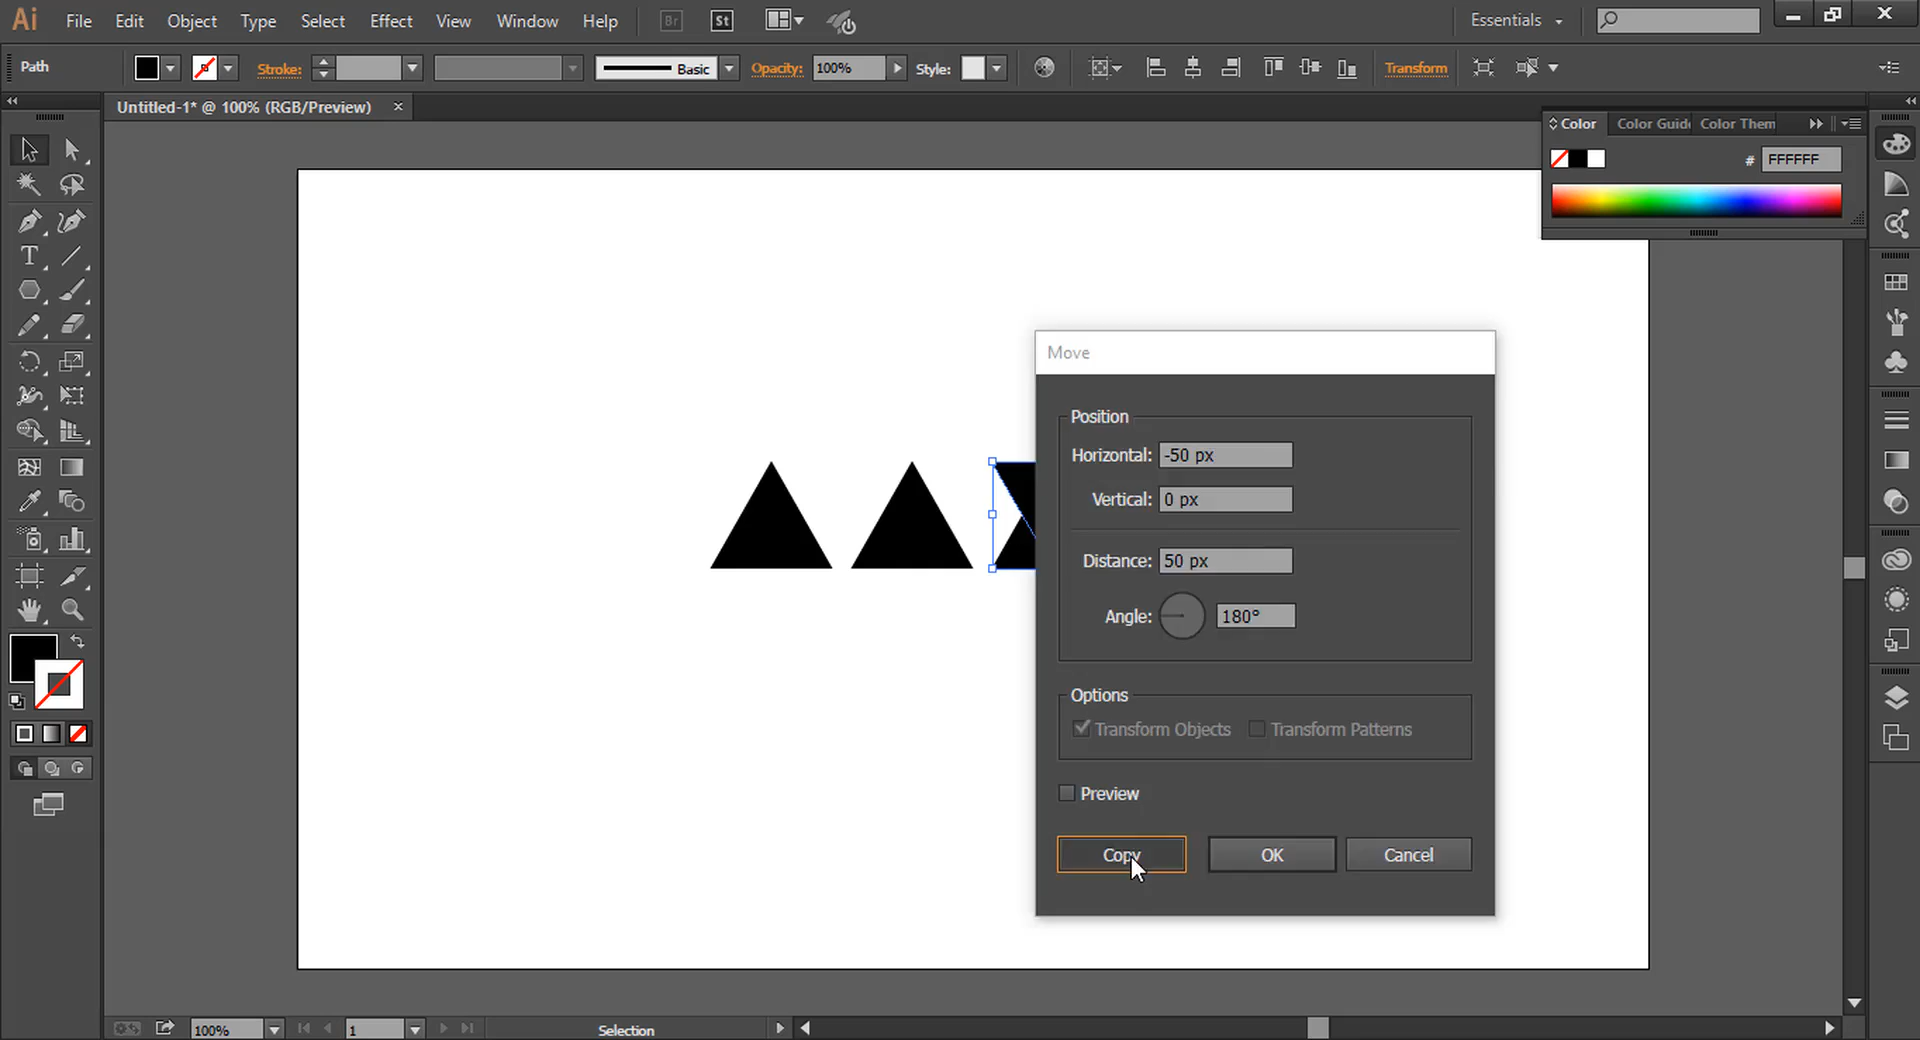 Ai File Edit Object Type Select Effect View Window Help Br St Essentials
Path Stroke: Basic Opacity: 100% Style: Transform
Untitled-1* @ 100% (RGB/Preview) ×
Color Color Guide Color Them
# FFFFFF
T
Move
Position
Horizontal: -50 px
Vertical: 0 px
Distance: 50 px
Angle: 180°
Options
Transform Objects Transform Patterns
Preview
Copy OK Cancel
100% 1 Selection